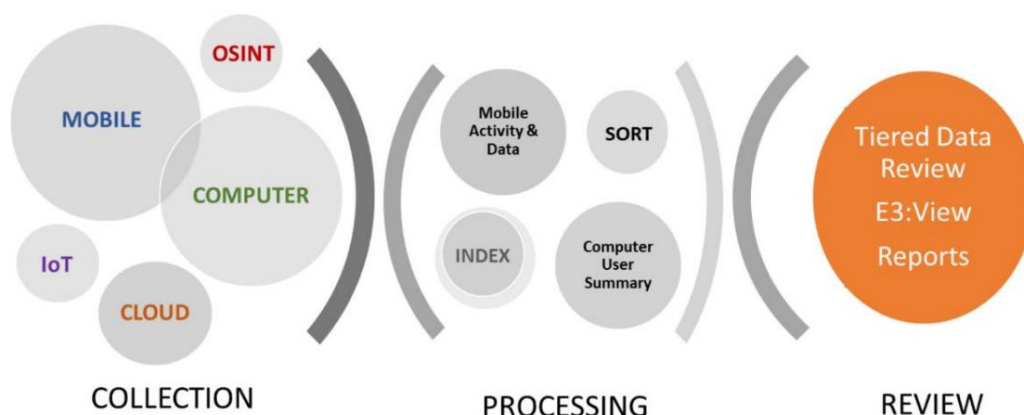 OSINT
MOBILE
COMPUTER
IoT
CLOUD
COLLECTION
Mobile
Activity &
Data
SORT
INDEX
Computer
User
Summary
PROCESSING
Tiered Data
Review
E3:View
Reports
REVIEW